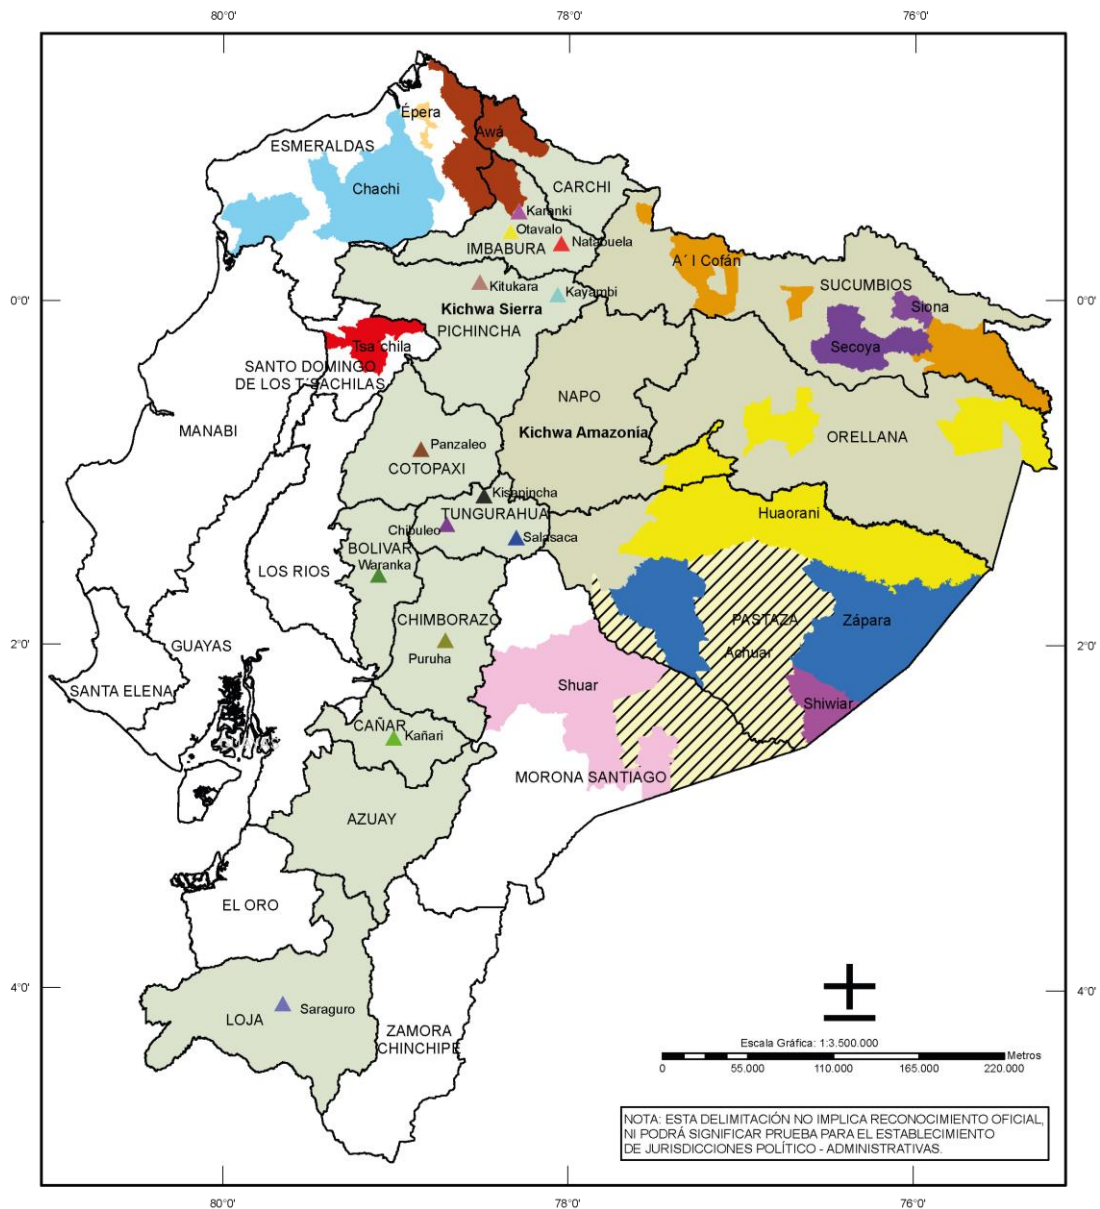 80°0'
78°0'
76°0'
Épera
Awá
ESMERALDAS
Chachi
CARCHI
Karanki
Otavalo
IMBABURA
Natabuela
A´ I Cofán
SUCUMBIOS
Siona
0°0'
0°0'
Kitukara
Kayambi
Kichwa Sierra
PICHINCHA
Secoya
Tsa´chila
SANTO DOMINGO
DE LOS T´SACHILAS
NAPO
MANABI
Kichwa Amazonía
ORELLANA
Panzaleo
COTOPAXI
Kisapincha
TUNGURAHUA
Huaorani
Chibuleo
Salasaca
BOLIVAR
Waranka
LOS RIOS
CHIMBORAZO
PASTAZA
Zápara
GUAYAS
2°0'
2°0'
Puruha
Achuar
SANTA ELENA
Shuar
Shiwiar
CAÑAR
Kañari
MORONA SANTIAGO
AZUAY
EL ORO
4°0'
4°0'
LOJA
Saraguro
ZAMORA
CHINCHIPE
Escala Gráfica: 1:3.500.000
Metros
0
55.000
110.000
165.000
220.000
NOTA: ESTA DELIMITACIÓN NO IMPLICA RECONOCIMIENTO OFICIAL,
NI PODRÁ SIGNIFICAR PRUEBA PARA EL ESTABLECIMIENTO
DE JURISDICCIONES POLÍTICO - ADMINISTRATIVAS.
80°0'
78°0'
76°0'